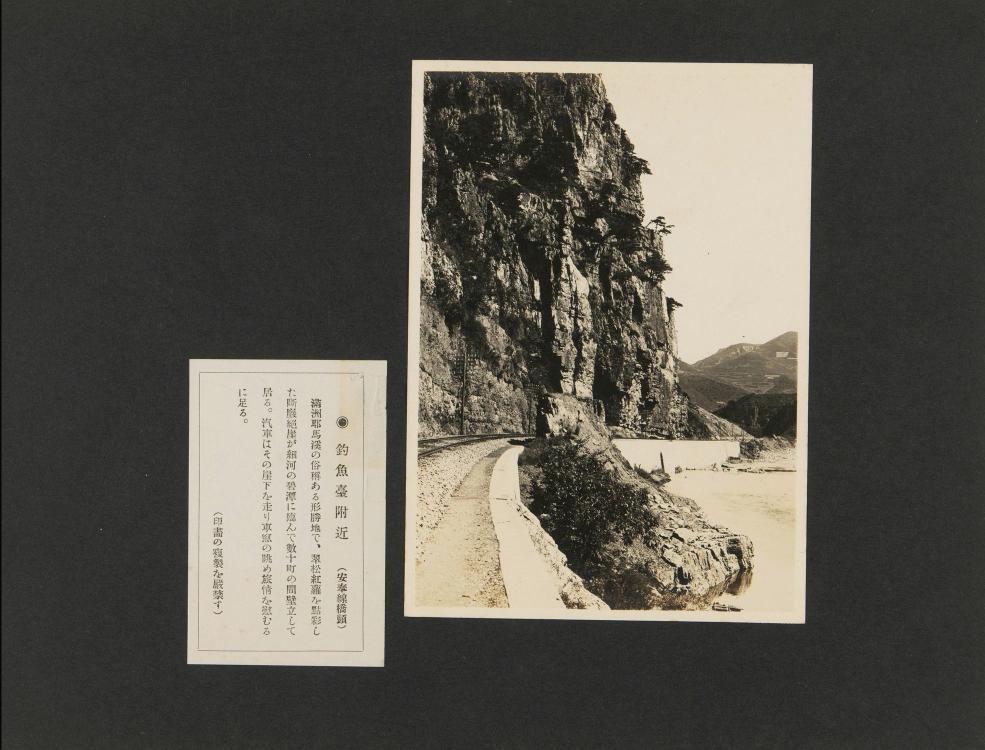 ◉ 釣魚臺附近 (安奉線橋頭)
滿洲耶馬溪の俗稱ある形勝地で、翠松紅蘿を點彩し
た斷巖絕崖が細河の碧潭に臨んで數十町の間壁立して
居る。汽車はその崖下を走り車窓の眺め旅情を慰むる
に足る。
(印畫の複製を嚴禁す)